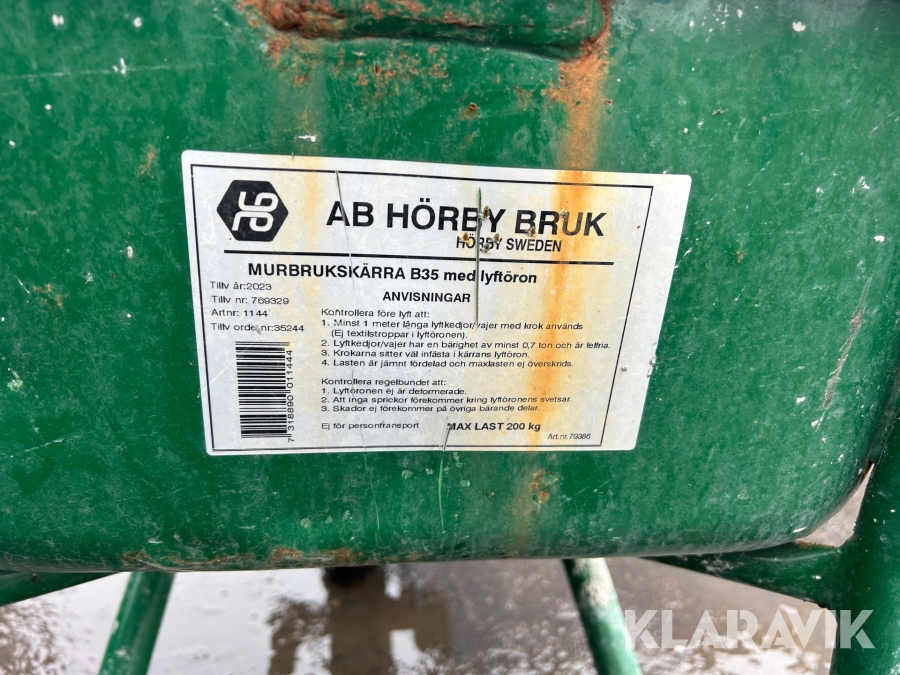 AB HÖRBY BRUK
HÖRBY SWEDEN
MURBRUKSKÄRRA B35 med lyftöron
Tillv år:2023
Tillv nr: 769329
Artnr: 1144
Tillv order nr:35244
7 318890 011444
ANVISNINGAR
Kontrollera före lyft att:
1. Minst 1 meter långa lyftkedjor/vajer med krok används
(Ej textilstroppar i lyftöronen).
2. Lyftkedjor/vajer har en bärighet av minst 0,7 ton och är felfria.
3. Krokarna sitter väl infästa i kärrans lyftöron.
4. Lasten är jämnt fördelad och maxlasten ej överskrids.
Kontrollera regelbundet att:
1. Lyftöronen ej är deformerade.
2. Att inga sprickor förekommer kring lyftöronens svetsar.
3. Skador ej förekommer på övriga bärande delar.
Ej för persontransport MAX LAST 200 kg
Art.nr.79386
KLARAVIK